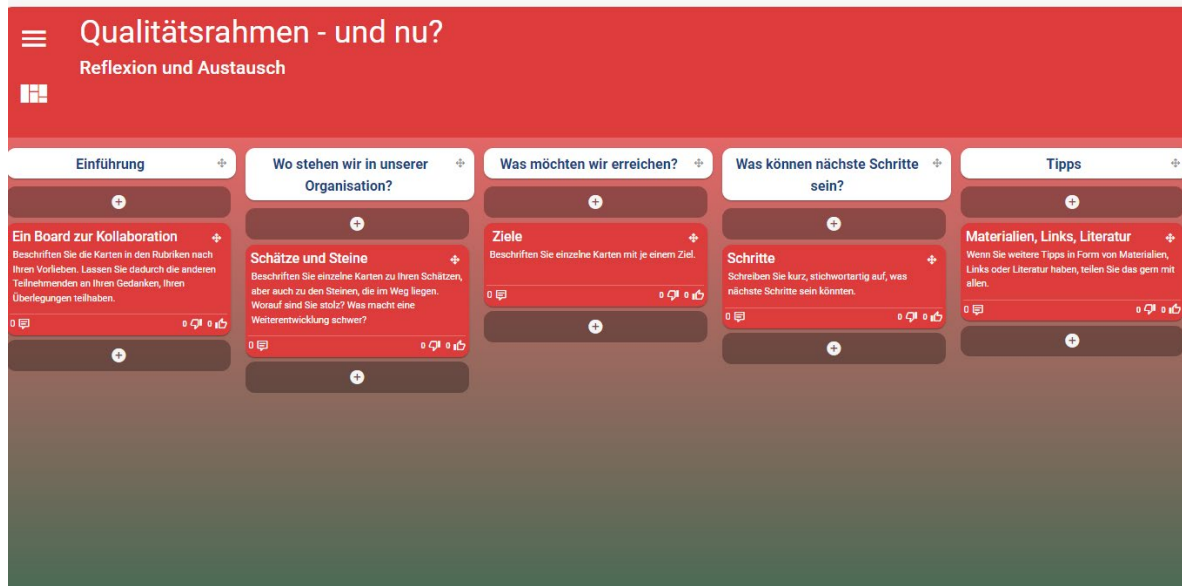 Qualitätsrahmen - und nu?
Reflexion und Austausch
Einführung
Ein Board zur Kollaboration
Beschriften Sie die Karten in den Rubriken nach
Ihren Vorlieben. Lassen Sie dadurch die anderen
Teilnehmenden an Ihren Gedanken, Ihren
Überlegungen teilhaben.
0
0 0
Wo stehen wir in unserer
Organisation?
Schätze und Steine
Beschriften Sie einzelne Karten zu Ihren Schätzen,
aber auch zu den Steinen, die im Weg liegen.
Worauf sind Sie stolz? Was macht eine
Weiterentwicklung schwer?
0
0 0
Was möchten wir erreichen?
Ziele
Beschriften Sie einzelne Karten mit je einem Ziel.
0
0 0
Was können nächste Schritte
sein?
Schritte
Schreiben Sie kurz, stichwortartig auf, was
nächste Schritte sein könnten.
0
0 0
Tipps
Materialien, Links, Literatur
Wenn Sie weitere Tipps in Form von Materialien,
Links oder Literatur haben, teilen Sie das gern mit
allen.
0
0 0